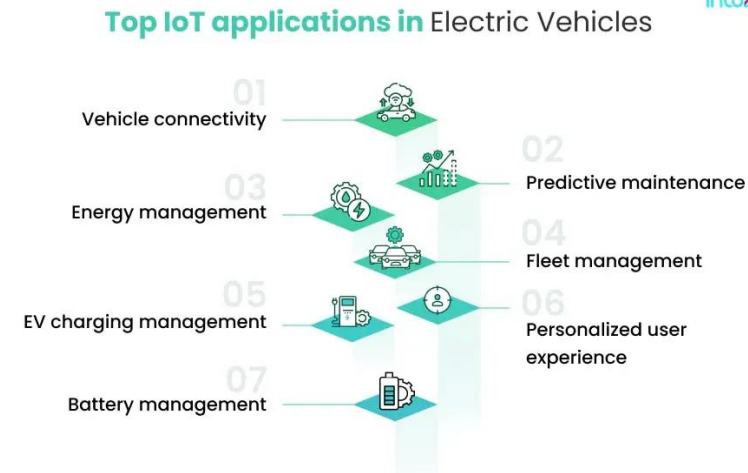 Top IoT applications in Electric Vehicles
01
Vehicle connectivity
02
Predictive maintenance
03
Energy management
04
Fleet management
05
EV charging management
06
Personalized user
experience
07
Battery management